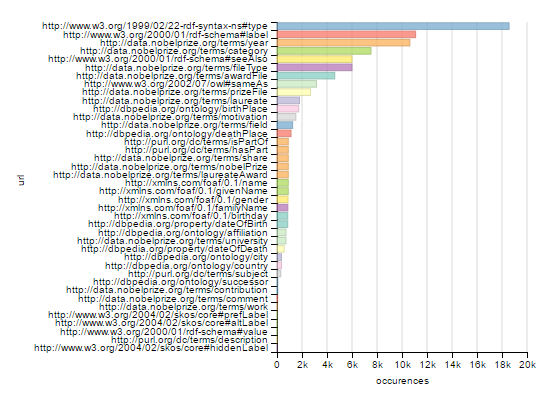 http://www.w3.org/1999/02/22-rdf-syntax-ns#type
http://www.w3.org/2000/01/rdf-schema#label
http://data.nobelprize.org/terms/year
http://data.nobelprize.org/terms/category
http://www.w3.org/2000/01/rdf-schema#seeAlso
http://data.nobelprize.org/terms/fileType
http://data.nobelprize.org/terms/awardFile
http://www.w3.org/2002/07/owl#sameAs
http://data.nobelprize.org/terms/prizeFile
http://data.nobelprize.org/terms/laureate
http://dbpedia.org/ontology/birthPlace
http://data.nobelprize.org/terms/motivation
http://data.nobelprize.org/terms/field
http://dbpedia.org/ontology/deathPlace
http://purl.org/dc/terms/isPartOf
http://purl.org/dc/terms/hasPart
http://data.nobelprize.org/terms/share
http://data.nobelprize.org/terms/nobelPrize
http://data.nobelprize.org/terms/laureateAward
http://xmlns.com/foaf/0.1/name
http://xmlns.com/foaf/0.1/givenName
http://xmlns.com/foaf/0.1/gender
http://xmlns.com/foaf/0.1/familyName
http://xmlns.com/foaf/0.1/birthday
http://dbpedia.org/property/dateOfBirth
http://dbpedia.org/ontology/affiliation
http://data.nobelprize.org/terms/university
http://dbpedia.org/property/dateOfDeath
http://dbpedia.org/ontology/city
http://dbpedia.org/ontology/country
http://purl.org/dc/terms/subject
http://dbpedia.org/ontology/successor
http://data.nobelprize.org/terms/contribution
http://data.nobelprize.org/terms/comment
http://data.nobelprize.org/terms/work
http://www.w3.org/2004/02/skos/core#prefLabel
http://www.w3.org/2004/02/skos/core#altLabel
http://www.w3.org/2000/01/rdf-schema#value
http://purl.org/dc/terms/description
http://www.w3.org/2004/02/skos/core#hiddenLabel
url
0 2k 4k 6k 8k 10k 12k 14k 16k 18k 20k
occurences